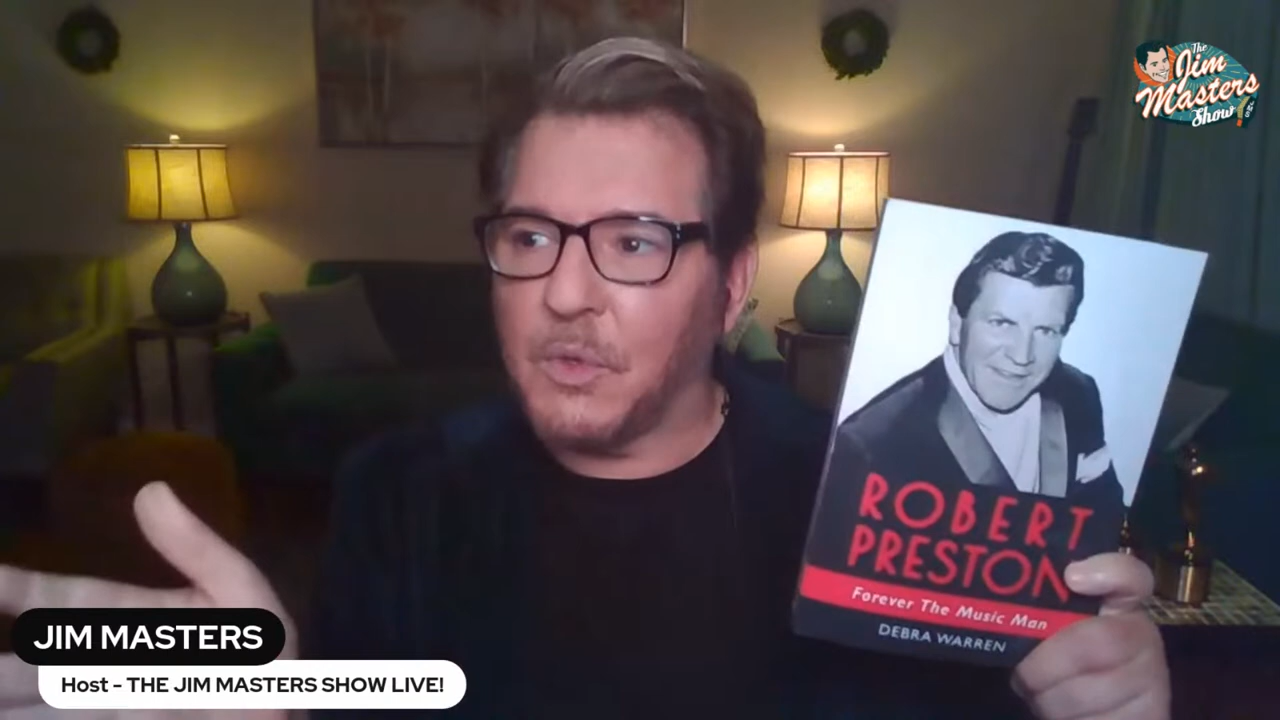 The
Jim
Masters
Show
ROBERT
PRESTON
Forever The Music Man
DEBRA WARREN
JIM MASTERS
Host - THE JIM MASTERS SHOW LIVE!